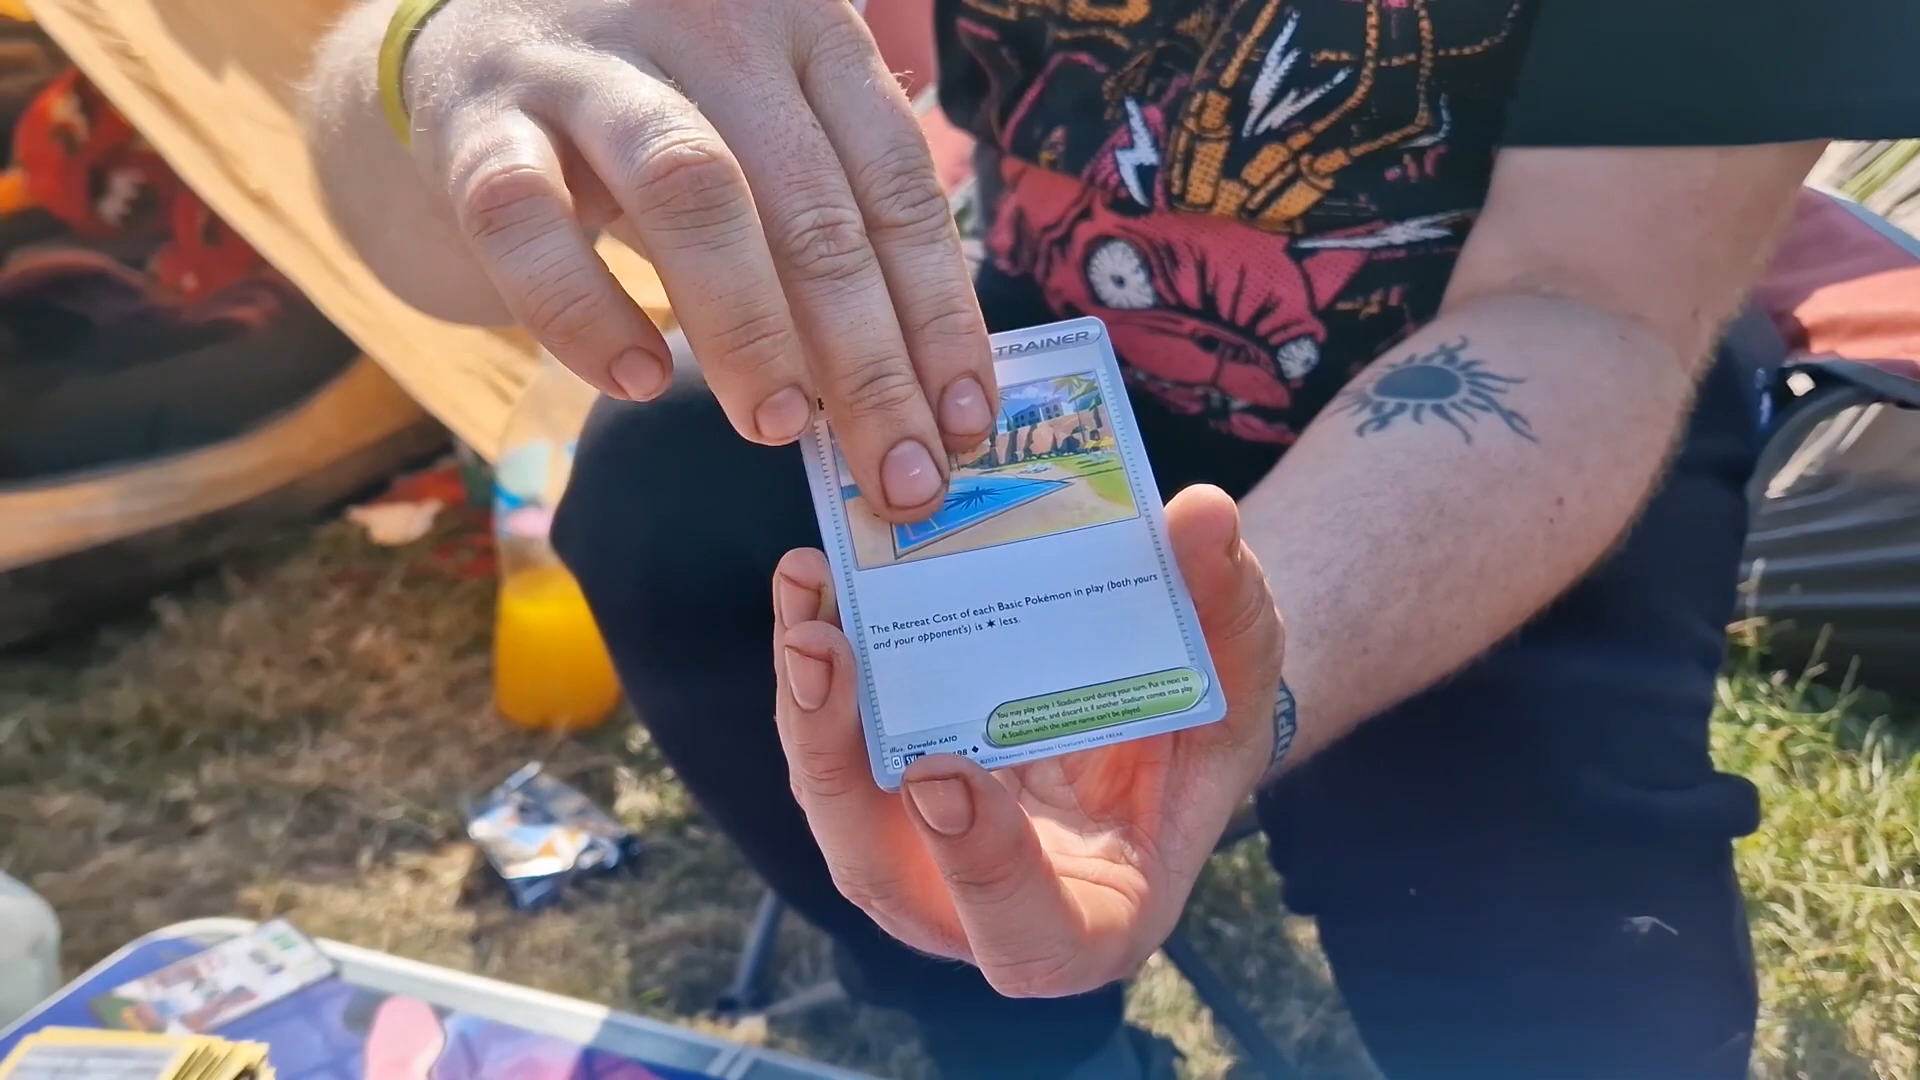 TRAINER
The Retreat Cost of each Basic Pokémon in play (both yours
and your opponent's) is ✶ less.
You may play only 1 Stadium card during your turn. Put it next to
the Active Spot, and discard it if another Stadium comes into play.
A Stadium with the same name can't be played.
illus. Oswaldo KATO
G 198 ◆
©2023 Pokémon / Nintendo / Creatures / GAME FREAK